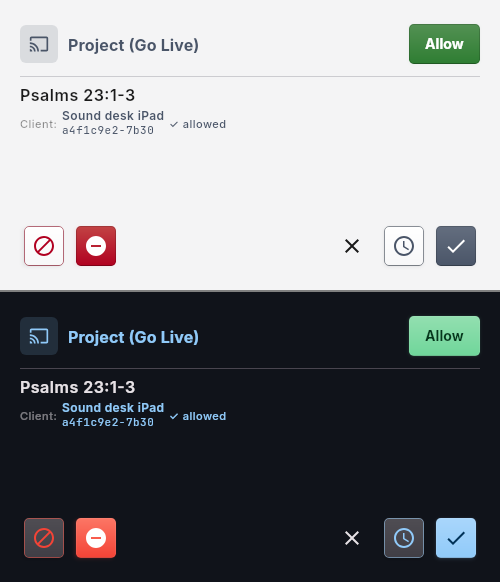 Project (Go Live)
Allow
Psalms 23:1-3
Client: Sound desk iPad
a4f1c9e2-7b30
✓ allowed
Project (Go Live)
Allow
Psalms 23:1-3
Client: Sound desk iPad
a4f1c9e2-7b30
✓ allowed